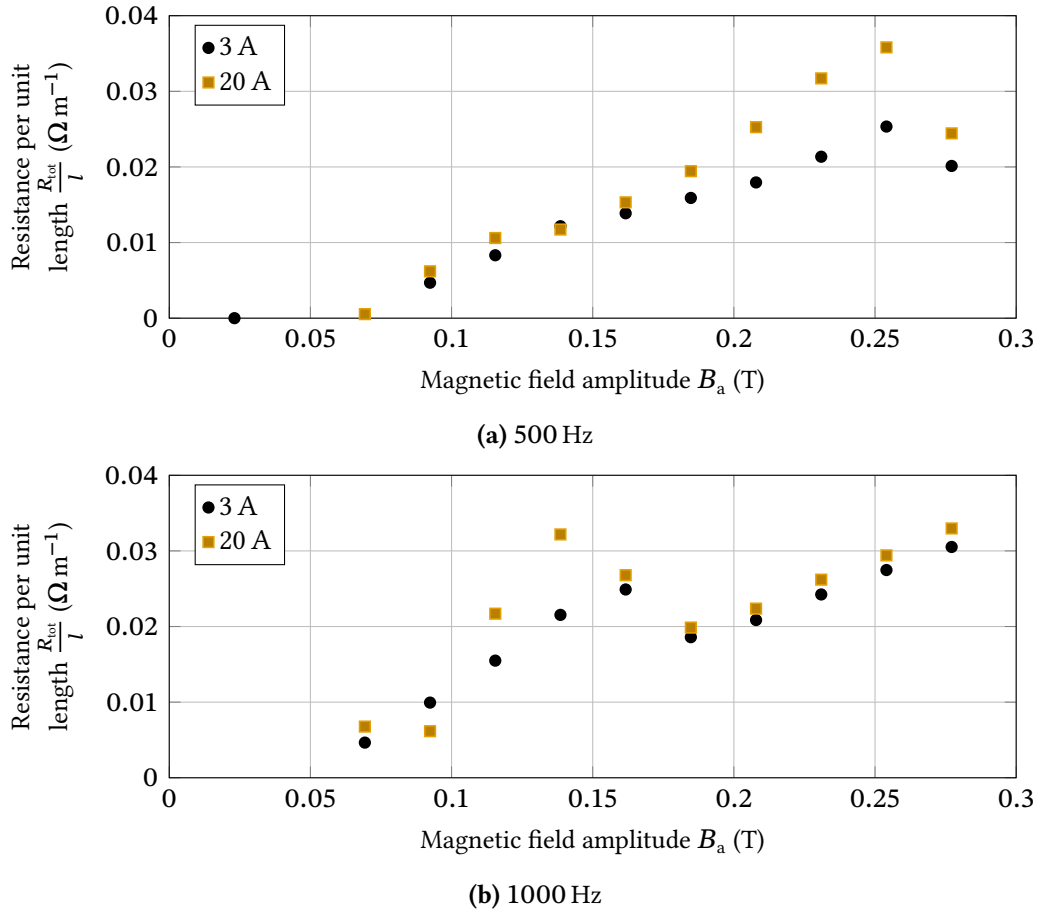 Resistance per unit
length R_tot/l (Ω m⁻¹)
0.04
0.03
0.02
0.01
0
3 A
20 A
0 0.05 0.1 0.15 0.2 0.25 0.3
Magnetic field amplitude B_a (T)
(a) 500 Hz
Resistance per unit
length R_tot/l (Ω m⁻¹)
0.04
0.03
0.02
0.01
0
3 A
20 A
0 0.05 0.1 0.15 0.2 0.25 0.3
Magnetic field amplitude B_a (T)
(b) 1000 Hz